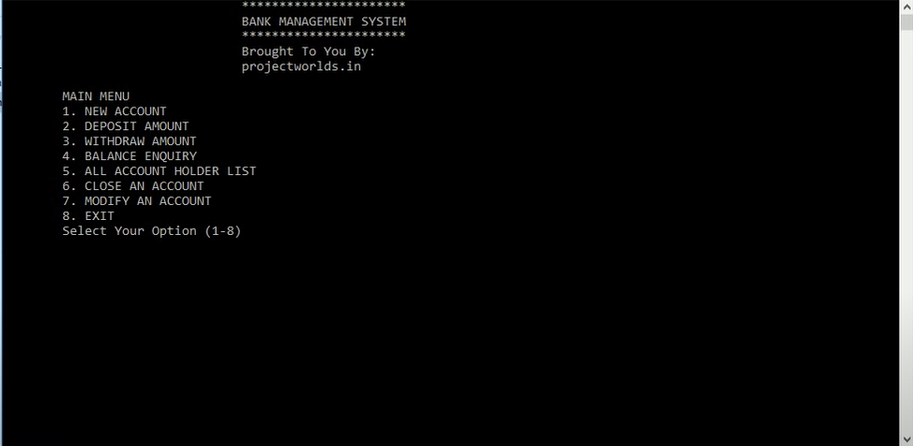 ***********************
BANK MANAGEMENT SYSTEM
***********************
Brought To You By:
projectworlds.in
MAIN MENU
1. NEW ACCOUNT
2. DEPOSIT AMOUNT
3. WITHDRAW AMOUNT
4. BALANCE ENQUIRY
5. ALL ACCOUNT HOLDER LIST
6. CLOSE AN ACCOUNT
7. MODIFY AN ACCOUNT
8. EXIT
Select Your Option (1-8)